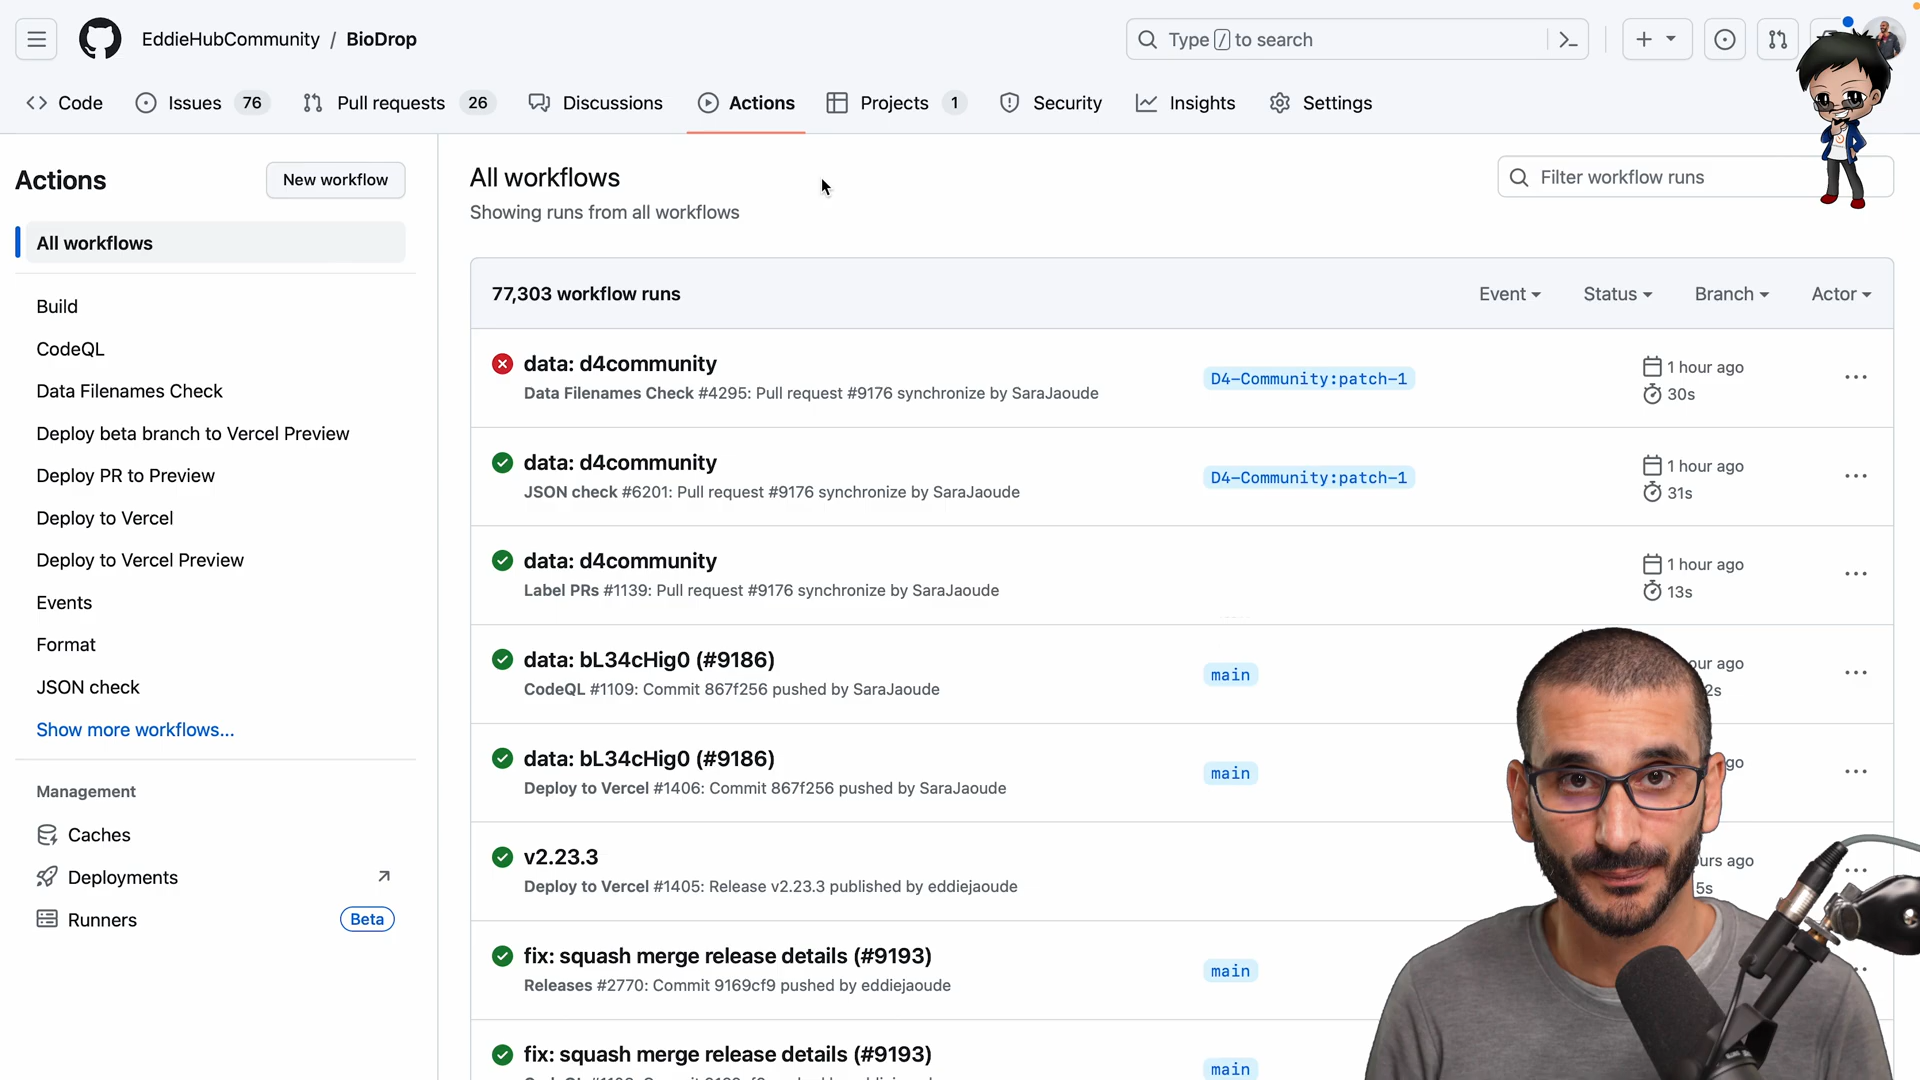 EddieHubCommunity / BioDrop
Type / to search
Code
Issues 76
Pull requests 26
Discussions
Actions
Projects 1
Security
Insights
Settings
Actions
New workflow
All workflows
Build
CodeQL
Data Filenames Check
Deploy beta branch to Vercel Preview
Deploy PR to Preview
Deploy to Vercel
Deploy to Vercel Preview
Events
Format
JSON check
Show more workflows...
Management
Caches
Deployments
Runners Beta
All workflows
Showing runs from all workflows
Filter workflow runs
77,303 workflow runs
Event
Status
Branch
Actor
data: d4community
Data Filenames Check #4295: Pull request #9176 synchronize by SaraJaoude
D4-Community:patch-1
1 hour ago
30s
data: d4community
JSON check #6201: Pull request #9176 synchronize by SaraJaoude
D4-Community:patch-1
1 hour ago
31s
data: d4community
Label PRs #1139: Pull request #9176 synchronize by SaraJaoude
1 hour ago
13s
data: bL34cHig0 (#9186)
CodeQL #1109: Commit 867f256 pushed by SaraJaoude
main
our ago
2s
data: bL34cHig0 (#9186)
Deploy to Vercel #1406: Commit 867f256 pushed by SaraJaoude
main
go
v2.23.3
Deploy to Vercel #1405: Release v2.23.3 published by eddiejaoude
urs ago
5s
fix: squash merge release details (#9193)
Releases #2770: Commit 9169cf9 pushed by eddiejaoude
main
fix: squash merge release details (#9193)
main